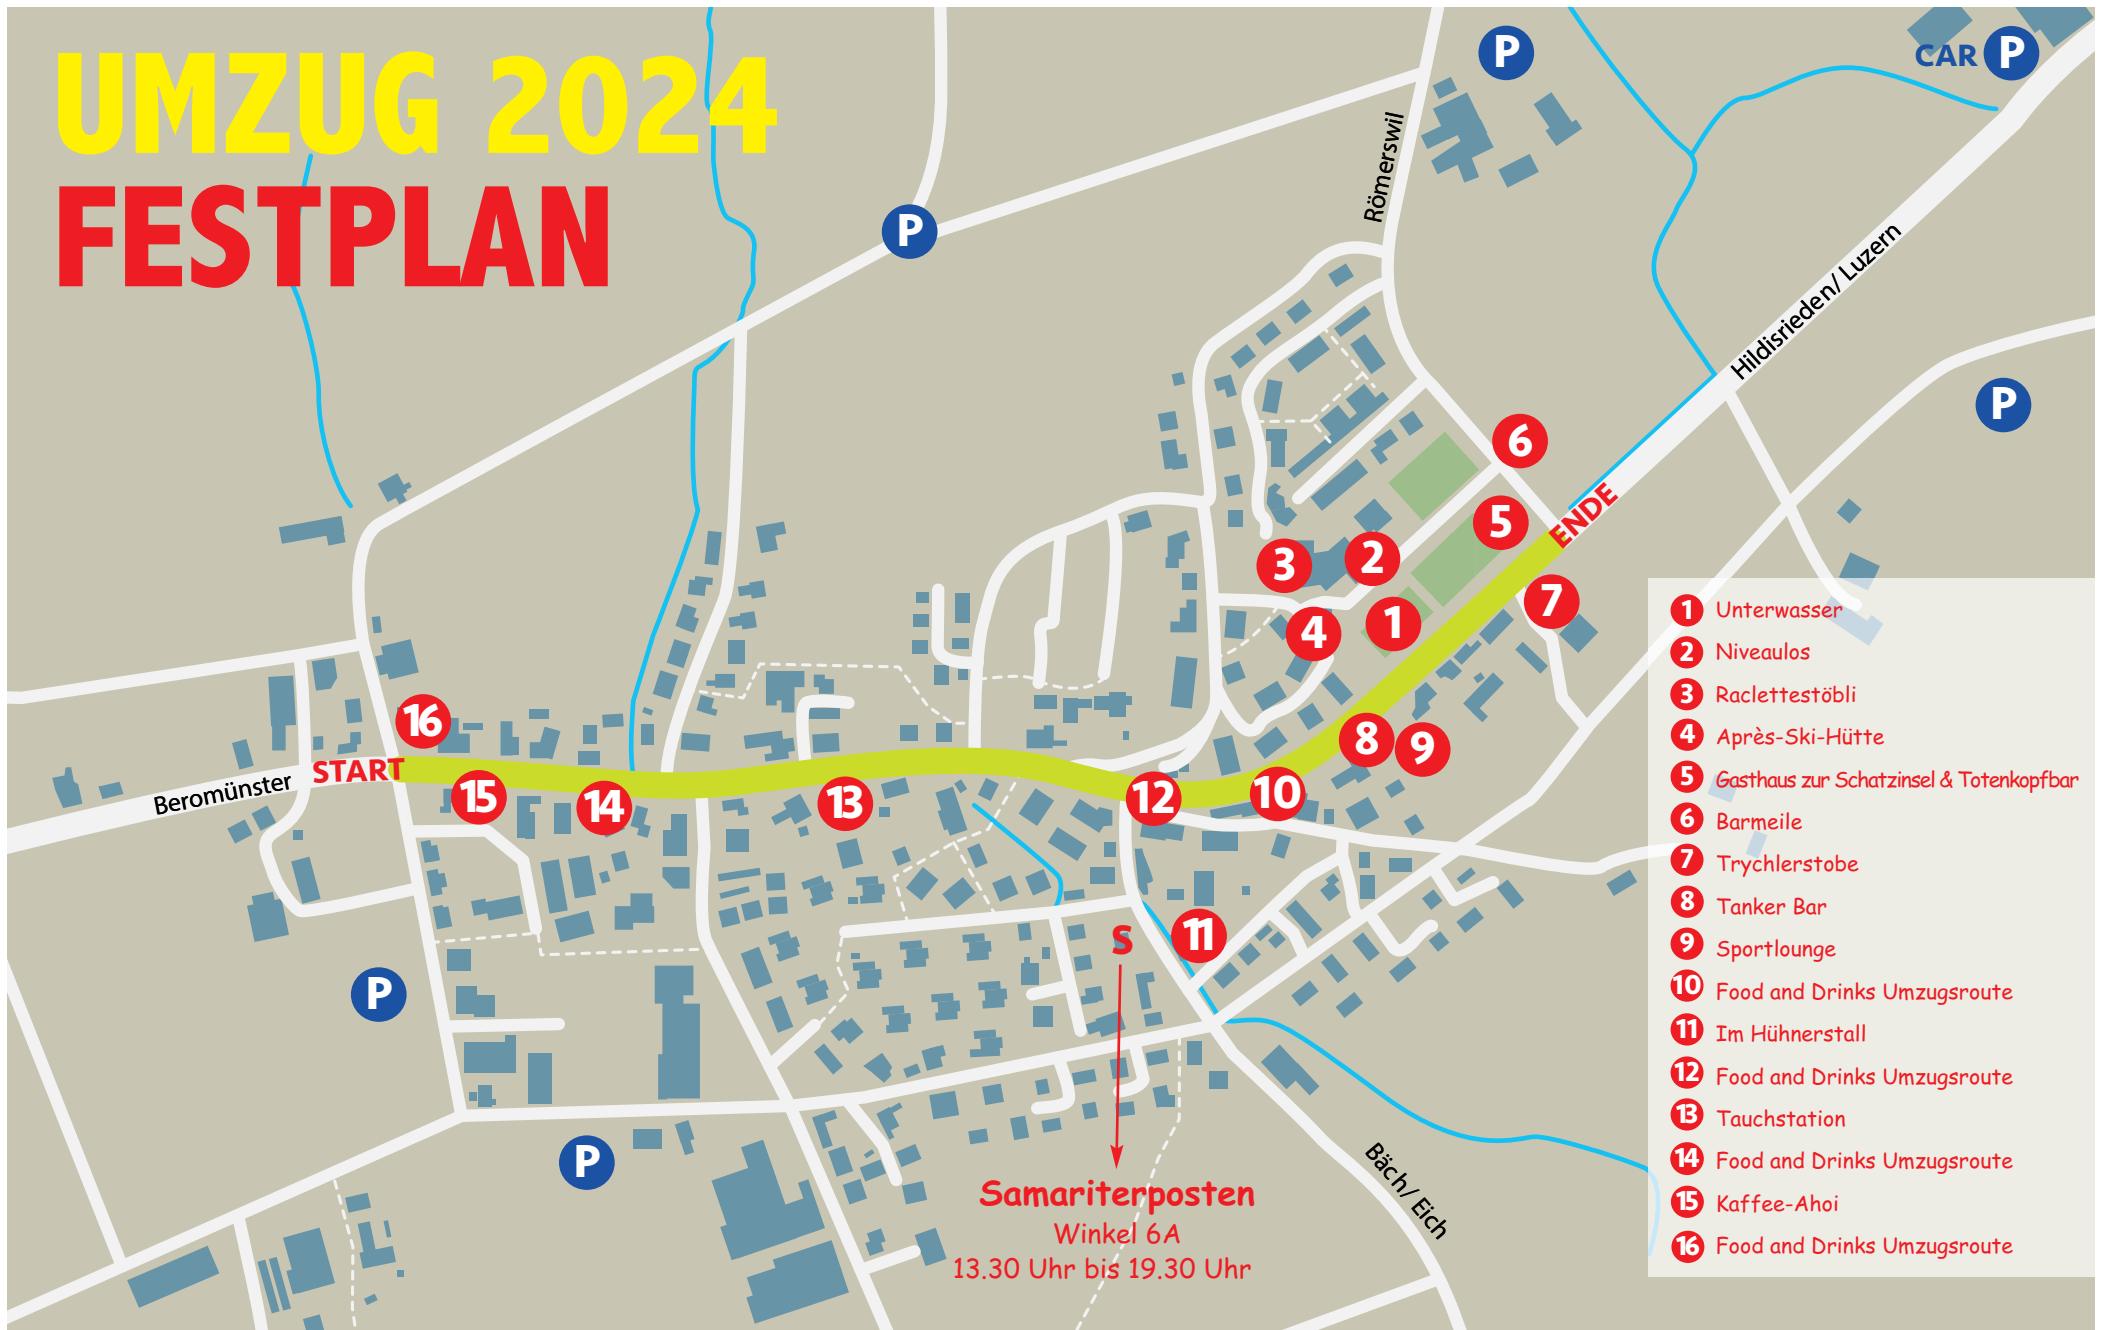 UMZUG 2024
FESTPLAN
P
CAR P
Römerswil
P
Hildisrieden/ Luzern
P
6
5
ENDE
2
3
7
1
4
16
8
9
START
Beromünster
15
14
13
12
10
11
S
P
P
Samariterposten
Winkel 6A
13.30 Uhr bis 19.30 Uhr
Bäch/ Eich
1 Unterwasser
2 Niveaulos
3 Raclettestöbli
4 Après-Ski-Hütte
5 Gasthaus zur Schatzinsel & Totenkopfbar
6 Barmeile
7 Trychlerstobe
8 Tanker Bar
9 Sportlounge
10 Food and Drinks Umzugsroute
11 Im Hühnerstall
12 Food and Drinks Umzugsroute
13 Tauchstation
14 Food and Drinks Umzugsroute
15 Kaffee-Ahoi
16 Food and Drinks Umzugsroute